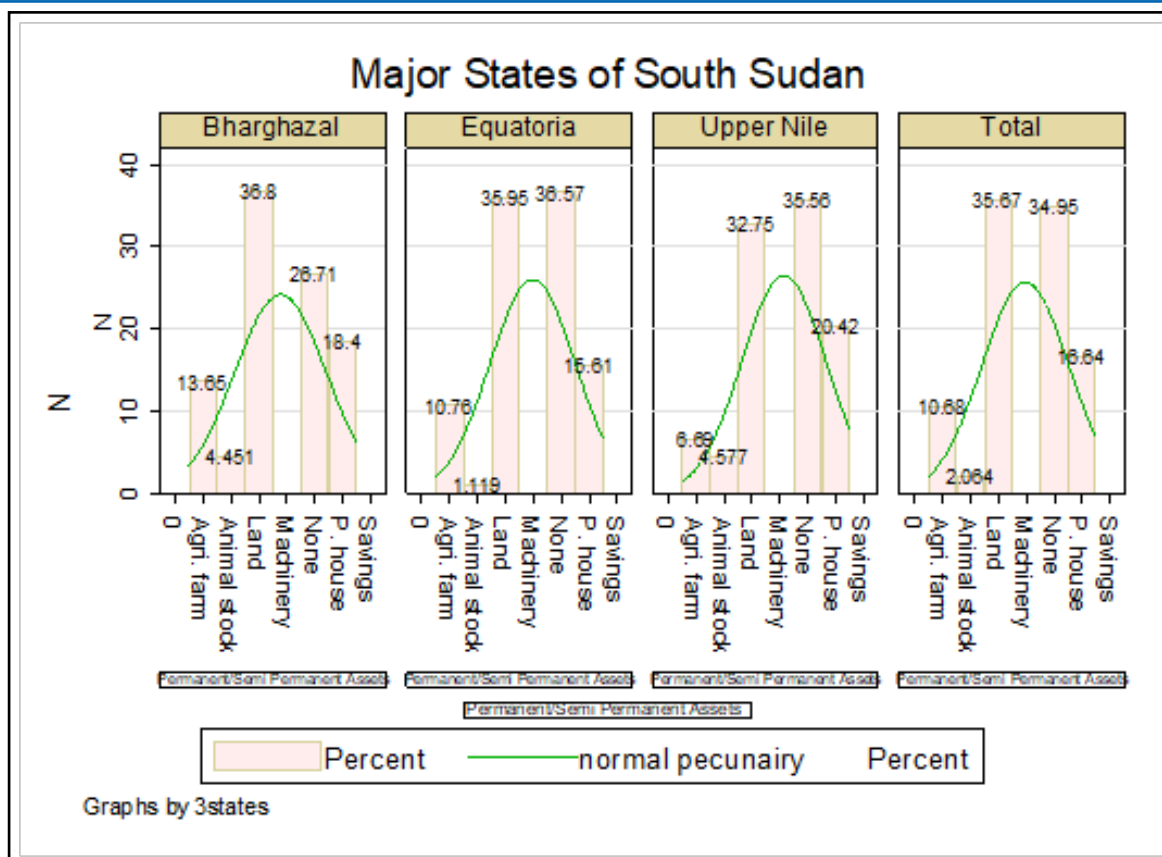 Major States of South Sudan
Bharghazal Equatoria Upper Nile Total
N
N
40
30
20
10
0
13.65 4.451 36.8 26.71 18.4
10.76 1.119 35.95 36.57 15.61
6.69 4.577 32.75 35.56 20.42
10.68 2.064 35.67 34.95 16.64
0 Agri. farm Animal stock Land Machinery None P. house Savings
0 Agri. farm Animal stock Land Machinery None P. house Savings
0 Agri. farm Animal stock Land Machinery None P. house Savings
0 Agri. farm Animal stock Land Machinery None P. house Savings
Permanent/Semi Permanent Assets Permanent/Semi Permanent Assets Permanent/Semi Permanent Assets Permanent/Semi Permanent Assets
Permanent/Semi Permanent Assets
Percent normal pecunairy Percent
Graphs by 3states